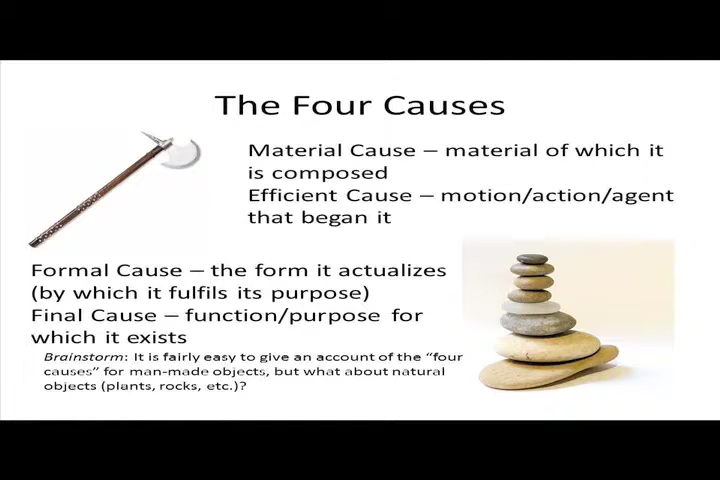 The Four Causes
Material Cause – material of which it
is composed
Efficient Cause – motion/action/agent
that began it
Formal Cause – the form it actualizes
(by which it fulfils its purpose)
Final Cause – function/purpose for
which it exists
Brainstorm: It is fairly easy to give an account of the “four
causes” for man-made objects, but what about natural
objects (plants, rocks, etc.)?